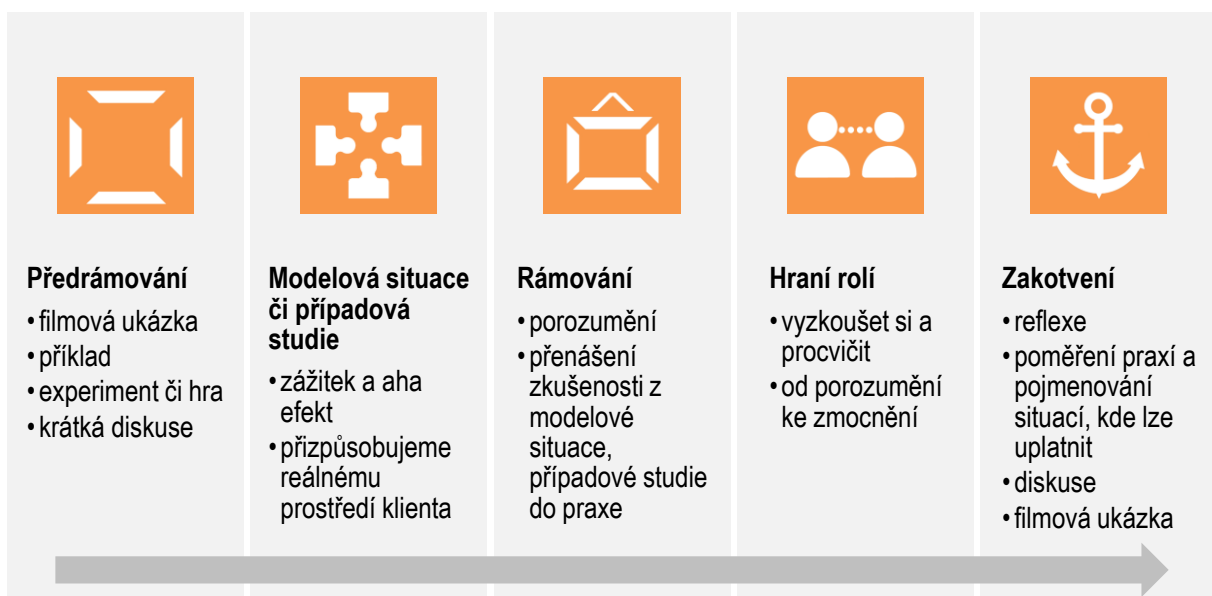 Předrámování
• filmová ukázka
• příklad
• experiment či hra
• krátká diskuse
Modelová situace
či případová
studie
• zážitek a aha
efekt
• přizpůsobujeme
reálnému
prostředí klienta
Rámování
• porozumění
• přenášení
zkušenosti z
modelové
situace,
případové studie
do praxe
Hraní rolí
• vyzkoušet si a
procvičit
• od porozumění
ke zmocnění
Zakotvení
• reflexe
• poměření praxí a
pojmenování
situací, kde lze
uplatnit
• diskuse
• filmová ukázka